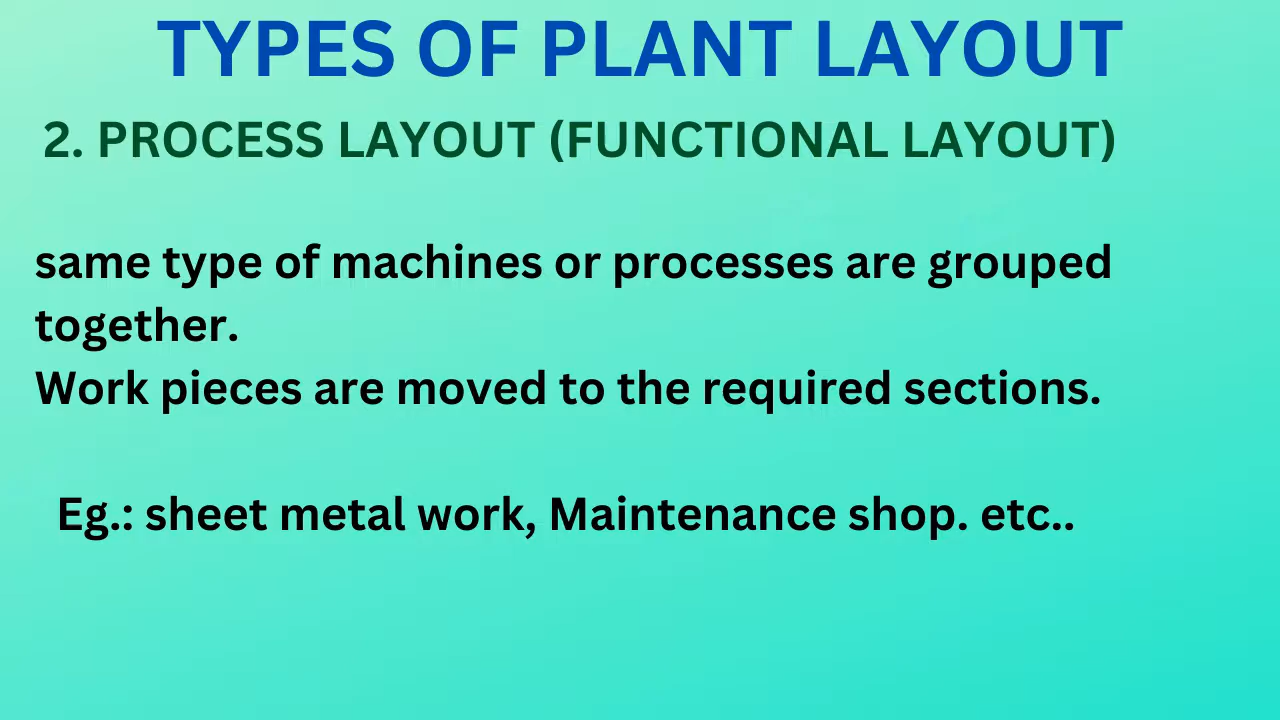 TYPES OF PLANT LAYOUT
2. PROCESS LAYOUT (FUNCTIONAL LAYOUT)
same type of machines or processes are grouped
together.
Work pieces are moved to the required sections.
Eg.: sheet metal work, Maintenance shop. etc..